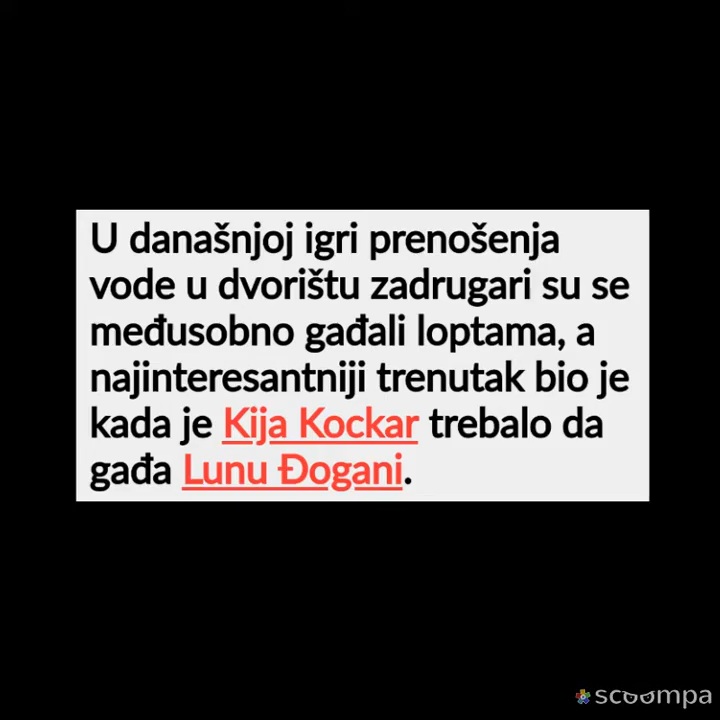 U današnjoj igri prenošenja
vode u dvorištu zadrugari su se
međusobno gađali loptama, a
najinteresantniji trenutak bio je
kada je Kija Kockar trebalo da
gađa Lunu Đogani.
scoompa